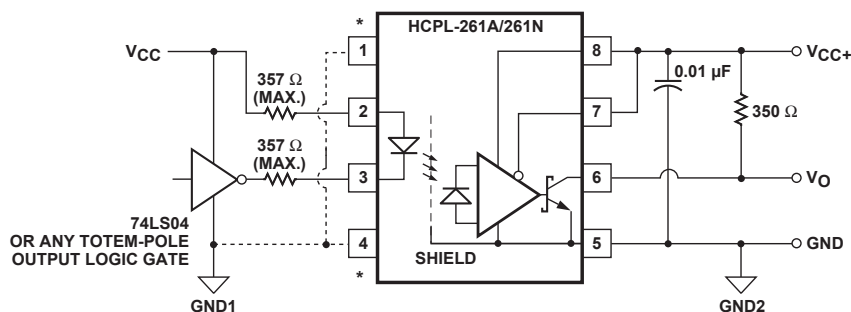 *
HCPL-261A/261N
VCC
1
8
0.01 µF
VCC+
357 Ω
(MAX.)
2
7
350 Ω
357 Ω
(MAX.)
3
6
VO
74LS04
OR ANY TOTEM-POLE
OUTPUT LOGIC GATE
4
SHIELD
5
GND
*
GND1
GND2